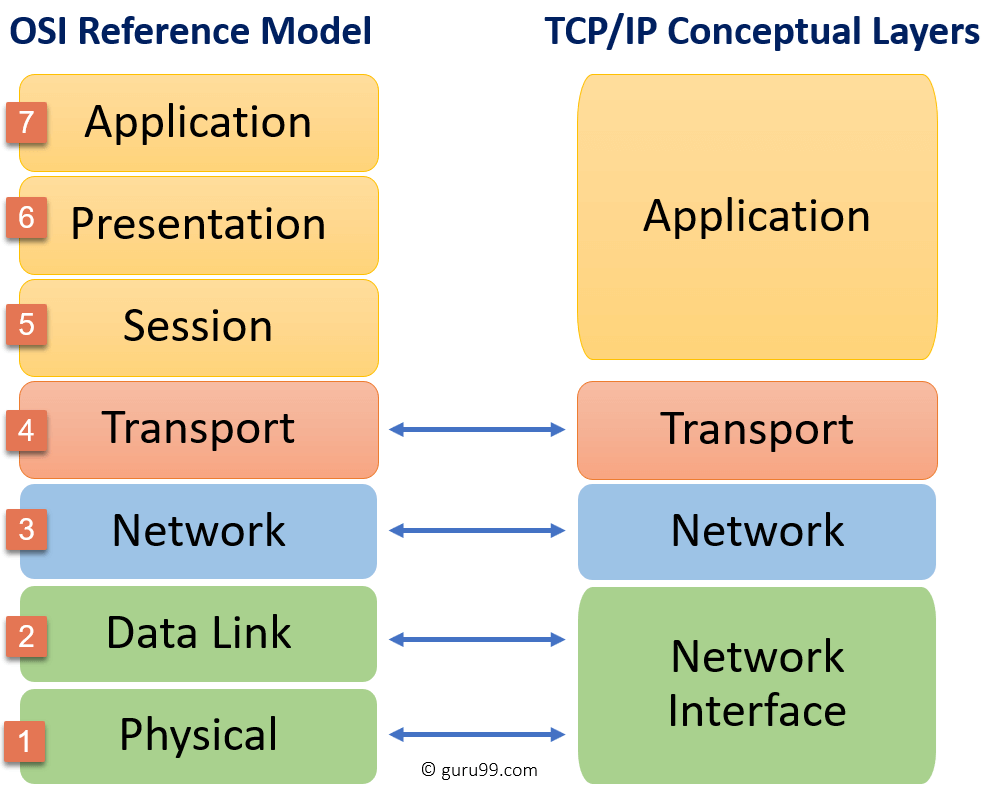 OSI Reference Model
TCP/IP Conceptual Layers
7 Application
6 Presentation
5 Session
4 Transport
3 Network
2 Data Link
1 Physical
Application
Transport
Network
Network
Interface
© guru99.com